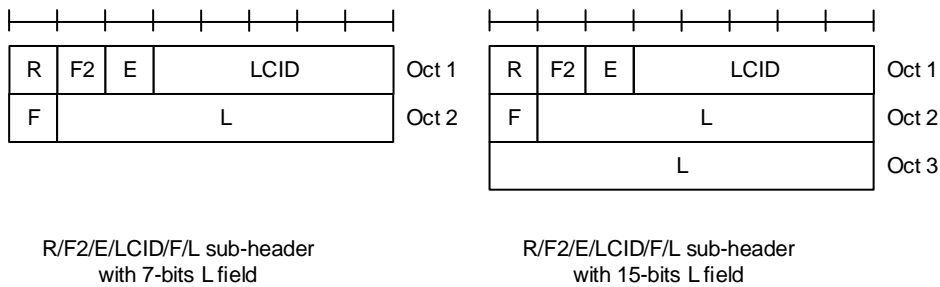 R F2 E LCID Oct 1
F L Oct 2
R/F2/E/LCID/F/L sub-header
with 7-bits L field
R F2 E LCID Oct 1
F L Oct 2
L Oct 3
R/F2/E/LCID/F/L sub-header
with 15-bits L field